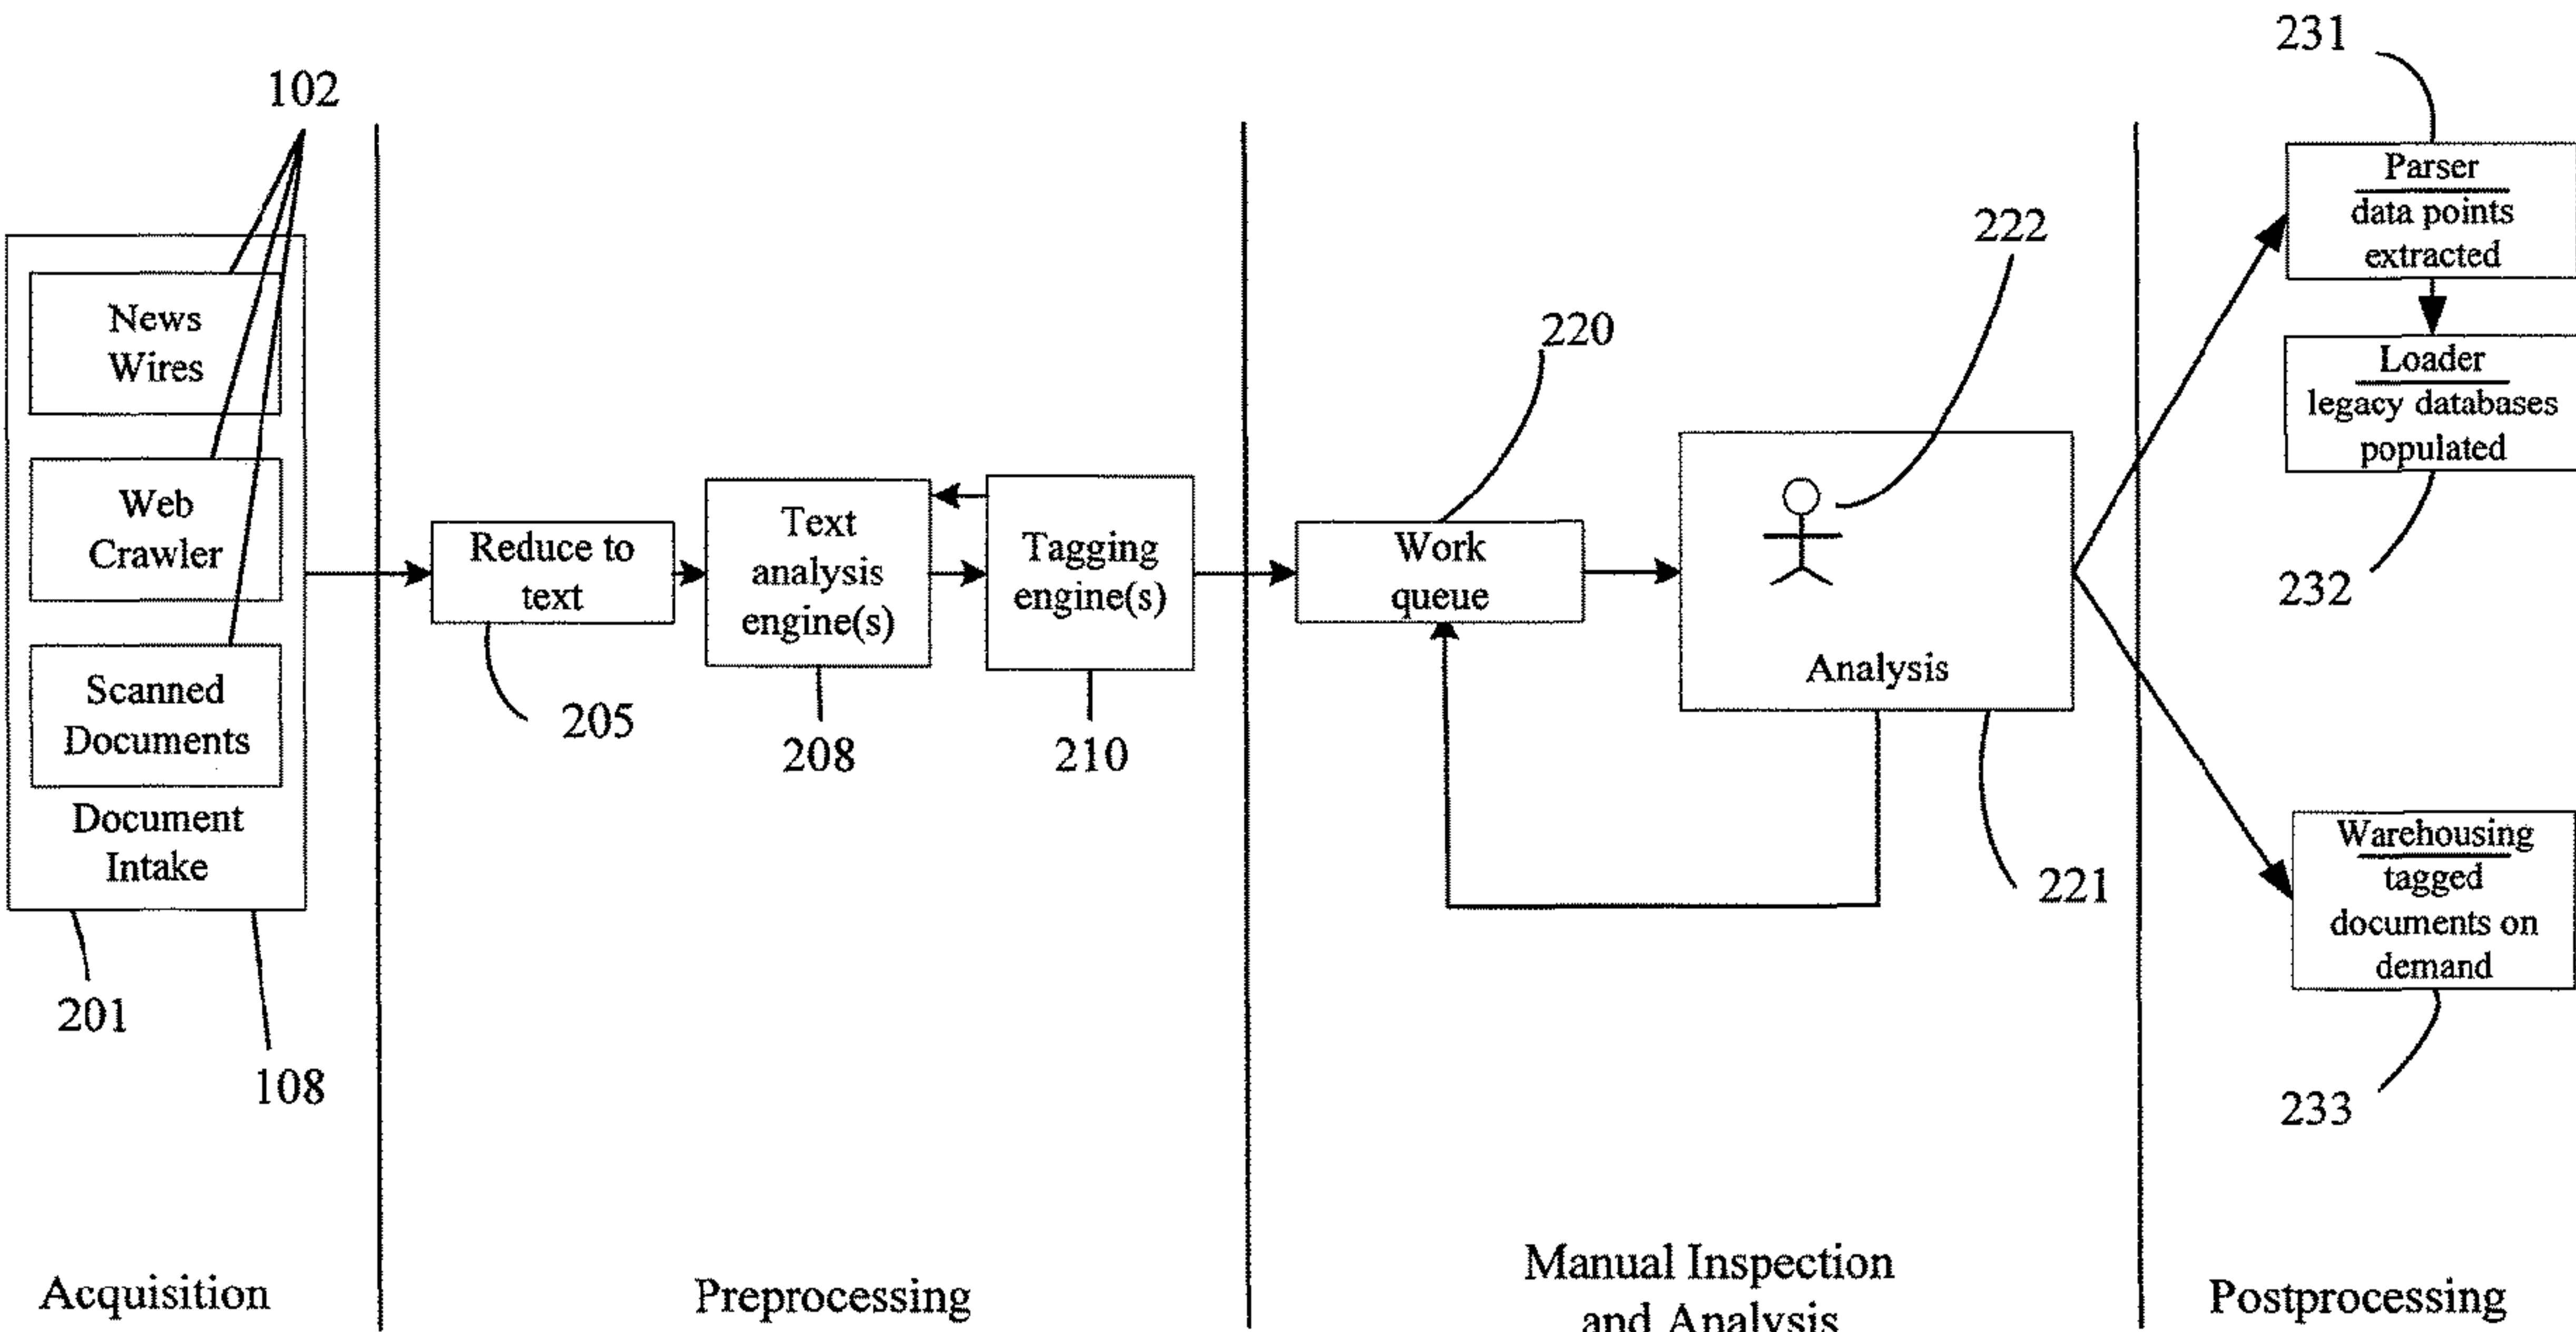 102
News
Wires
Web
Crawler
Scanned
Documents
Document
Intake
201
108
Acquisition
Reduce to
text
205
Text
analysis
engine(s)
208
Tagging
engine(s)
210
Preprocessing
220
Work
queue
222
Analysis
221
Manual Inspection
and Analysis
231
Parser
data points
extracted
Loader
legacy databases
populated
232
Warehousing
tagged
documents on
demand
233
Postprocessing